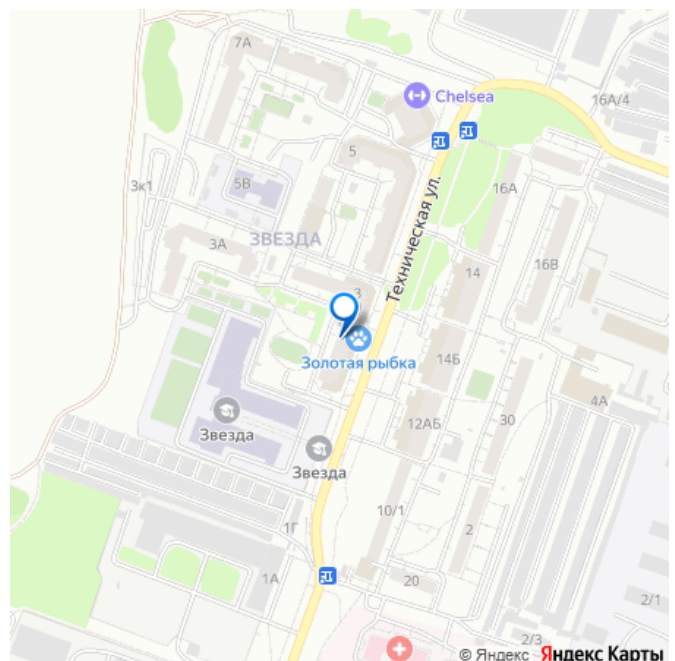 7А
Chelsea
16А/4
5
3к1
5В
16А
ЗВЕЗДА
3А
Техническая ул.
14
16В
3
Золотая рыбка
14Б
4А
Звезда
12АБ
30
Звезда
10/1
2
1Г
1А
20
2/1
2/3
© Яндекс Яндекс Карты